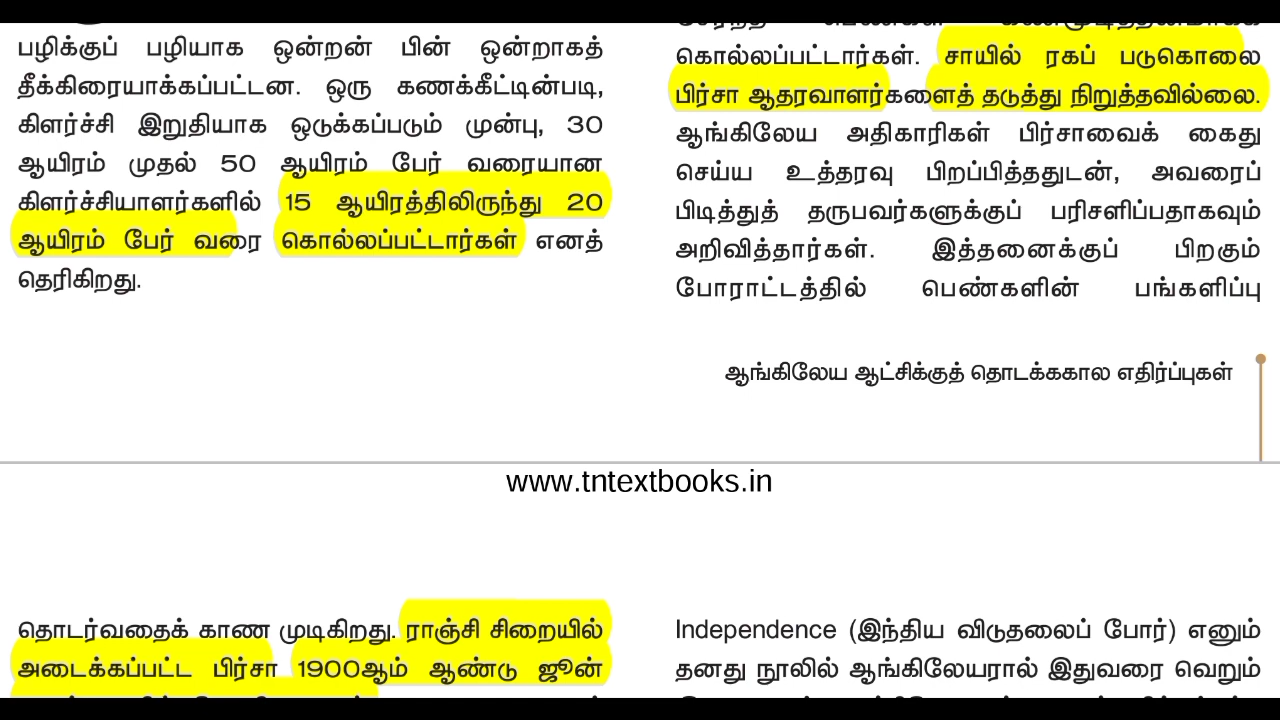 பழிக்குப் பழியாக ஒன்றன் பின் ஒன்றாகத்
தீக்கிரையாக்கப்பட்டன. ஒரு கணக்கீட்டின்படி,
கிளர்ச்சி இறுதியாக ஒடுக்கப்படும் முன்பு, 30
ஆயிரம் முதல் 50 ஆயிரம் பேர் வரையான
கிளர்ச்சியாளர்களில் 15 ஆயிரத்திலிருந்து 20
ஆயிரம் பேர் வரை கொல்லப்பட்டார்கள் எனத்
தெரிகிறது.
கொல்லப்பட்டார்கள். சாயில் ரகப் படுகொலை
பிர்சா ஆதரவாளர்களைத் தடுத்து நிறுத்தவில்லை.
ஆங்கிலேய அதிகாரிகள் பிர்சாவைக் கைது
செய்ய உத்தரவு பிறப்பித்ததுடன், அவரைப்
பிடித்துத் தருபவர்களுக்குப் பரிசளிப்பதாகவும்
அறிவித்தார்கள். இத்தனைக்குப் பிறகும்
போராட்டத்தில் பெண்களின் பங்களிப்பு
ஆங்கிலேய ஆட்சிக்குத் தொடக்ககால எதிர்ப்புகள்
www.tntextbooks.in
தொடர்வதைக் காண முடிகிறது. ராஞ்சி சிறையில்
அடைக்கப்பட்ட பிர்சா 1900ஆம் ஆண்டு ஜூன்
Independence (இந்திய விடுதலைப் போர்) எனும்
தனது நூலில் ஆங்கிலேயரால் இதுவரை வெறும்